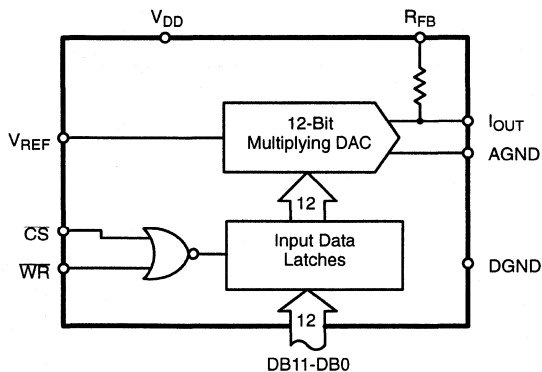 VDD
RFB
12-Bit
Multiplying DAC
IOUT
VREF
AGND
12
CS
Input Data
Latches
WR
DGND
12
DB11-DB0